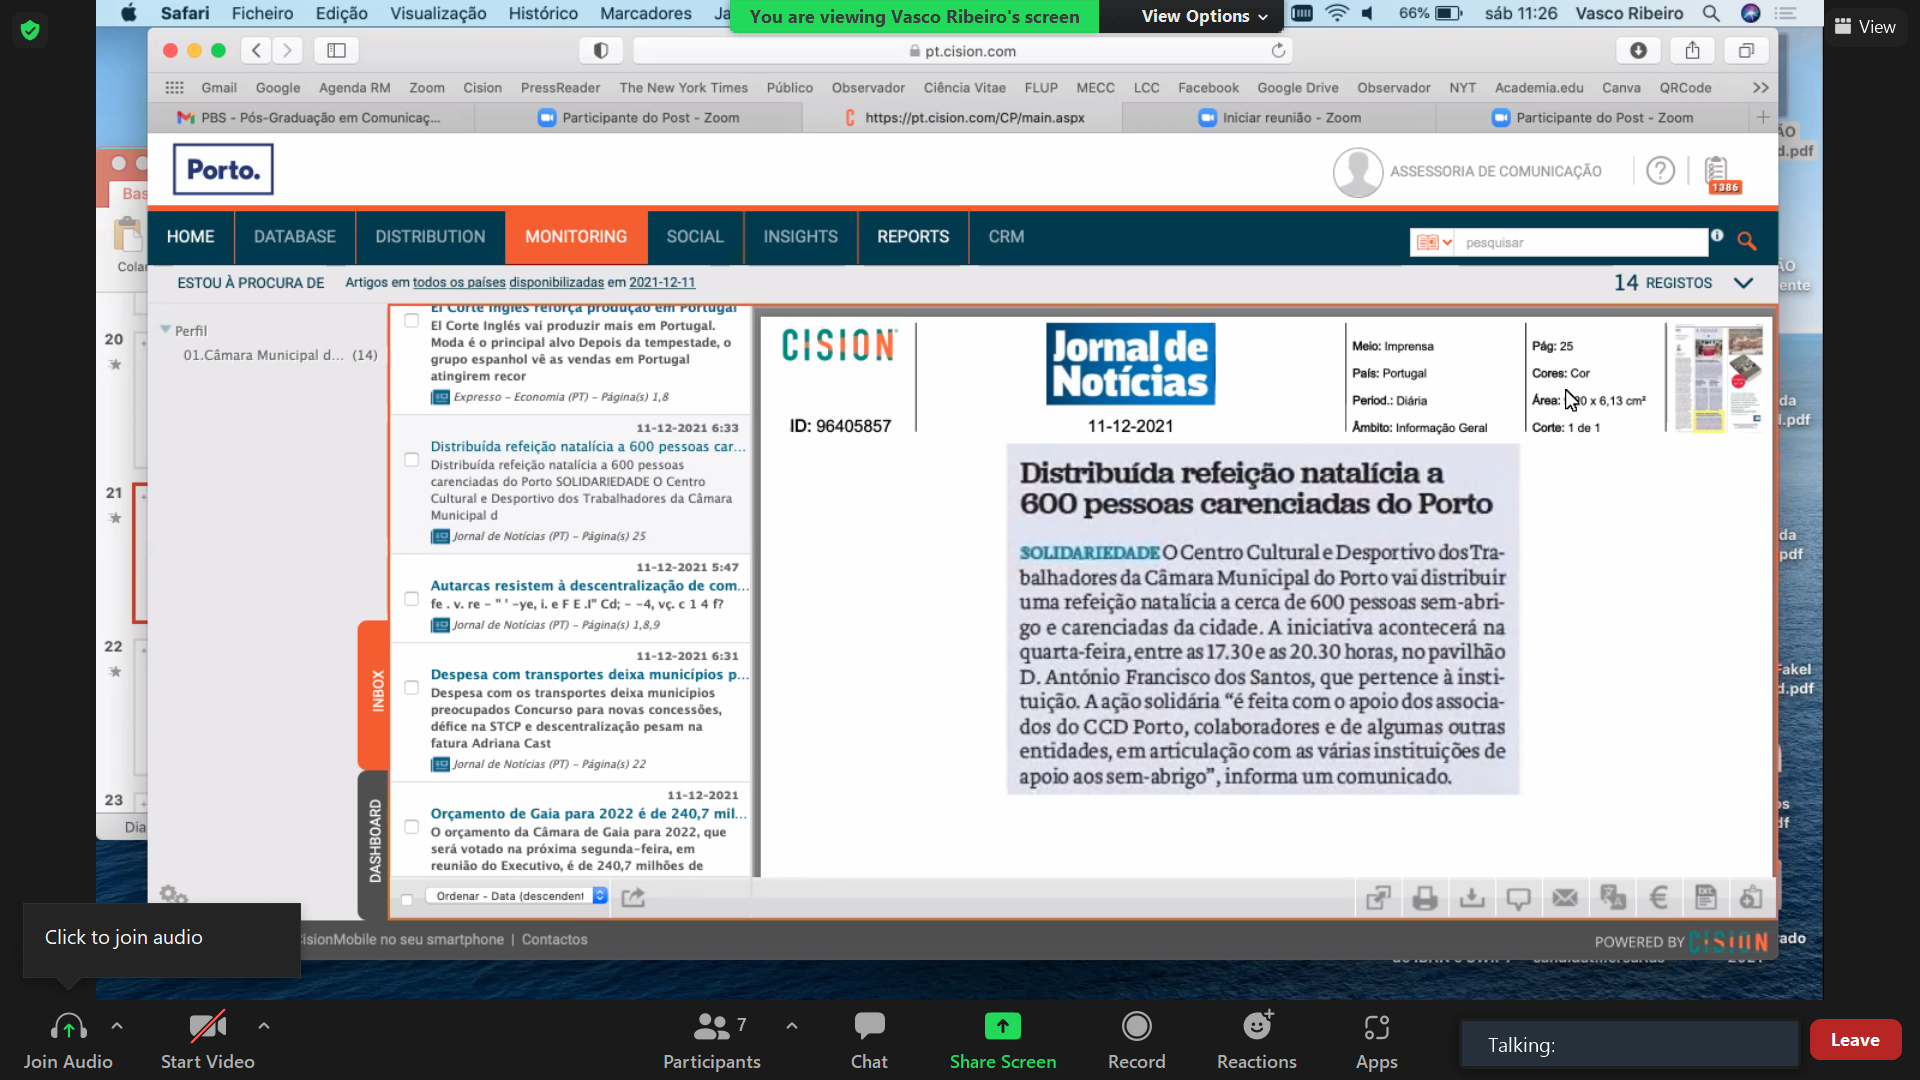 Safari Ficheiro Edição Visualização Histórico Marcadores Ja
You are viewing Vasco Ribeiro's screen
View Options
66% sáb 11:26 Vasco Ribeiro
View
pt.cision.com
Gmail Google Agenda RM Zoom Cision PressReader The New York Times Público Observador Ciência Vitae FLUP MECC LCC Facebook Google Drive Observador NYT Academia.edu Canva QRCode
PBS - Pós-Graduação em Comunicaç...
Participante do Post - Zoom
https://pt.cision.com/CP/main.aspx
Iniciar reunião - Zoom
Participante do Post - Zoom
Porto.
ASSESSORIA DE COMUNICAÇÃO
1386
HOME DATABASE DISTRIBUTION MONITORING SOCIAL INSIGHTS REPORTS CRM
pesquisar
ESTOU À PROCURA DE Artigos em todos os países disponibilizadas em 2021-12-11
14 REGISTOS
Perfil
01.Câmara Municipal d... (14)
Bas
Colar
20
21
22
23
Dia
INBOX
DASHBOARD
El Corte Inglés reforça produção em Portugal
El Corte Inglés vai produzir mais em Portugal.
Moda é o principal alvo Depois da tempestade, o
grupo espanhol vê as vendas em Portugal
atingirem recor
Expresso - Economia (PT) - Página(s) 1,8
11-12-2021 6:33
Distribuída refeição natalícia a 600 pessoas car...
Distribuída refeição natalícia a 600 pessoas
carenciadas do Porto SOLIDARIEDADE O Centro
Cultural e Desportivo dos Trabalhadores da Câmara
Municipal d
Jornal de Notícias (PT) - Página(s) 25
11-12-2021 5:47
Autarcas resistem à descentralização de com...
fe . v. re - " ' -ye, i. e F E .I" Cd; - -4, vç. c 1 4 f?
Jornal de Notícias (PT) - Página(s) 1,8,9
11-12-2021 6:31
Despesa com transportes deixa municípios p...
Despesa com os transportes deixa municípios
preocupados Concurso para novas concessões,
défice na STCP e descentralização pesam na
fatura Adriana Cast
Jornal de Notícias (PT) - Página(s) 22
11-12-2021
Orçamento de Gaia para 2022 é de 240,7 mil...
O orçamento da Câmara de Gaia para 2022, que
será votado na próxima segunda-feira, em
reunião do Executivo, é de 240,7 milhões de
Ordenar - Data (descendent
CISION
ID: 96405857
Jornal de
Notícias
11-12-2021
Meio: Imprensa
País: Portugal
Period.: Diária
Âmbito: Informação Geral
Pág: 25
Cores: Cor
Área: 0 x 6,13 cm²
Corte: 1 de 1
Distribuída refeição natalícia a
600 pessoas carenciadas do Porto
SOLIDARIEDADE O Centro Cultural e Desportivo dos Tra-
balhadores da Câmara Municipal do Porto vai distribuir
uma refeição natalícia a cerca de 600 pessoas sem-abri-
go e carenciadas da cidade. A iniciativa acontecerá na
quarta-feira, entre as 17.30 e as 20.30 horas, no pavilhão
D. António Francisco dos Santos, que pertence à insti-
tuição. A ação solidária "é feita com o apoio dos associa-
dos do CCD Porto, colaboradores e de algumas outras
entidades, em articulação com as várias instituições de
apoio aos sem-abrigo", informa um comunicado.
isionMobile no seu smartphone | Contactos
POWERED BY CISION
Click to join audio
Join Audio
Start Video
7
Participants
Chat
Share Screen
Record
Reactions
Apps
Talking:
Leave